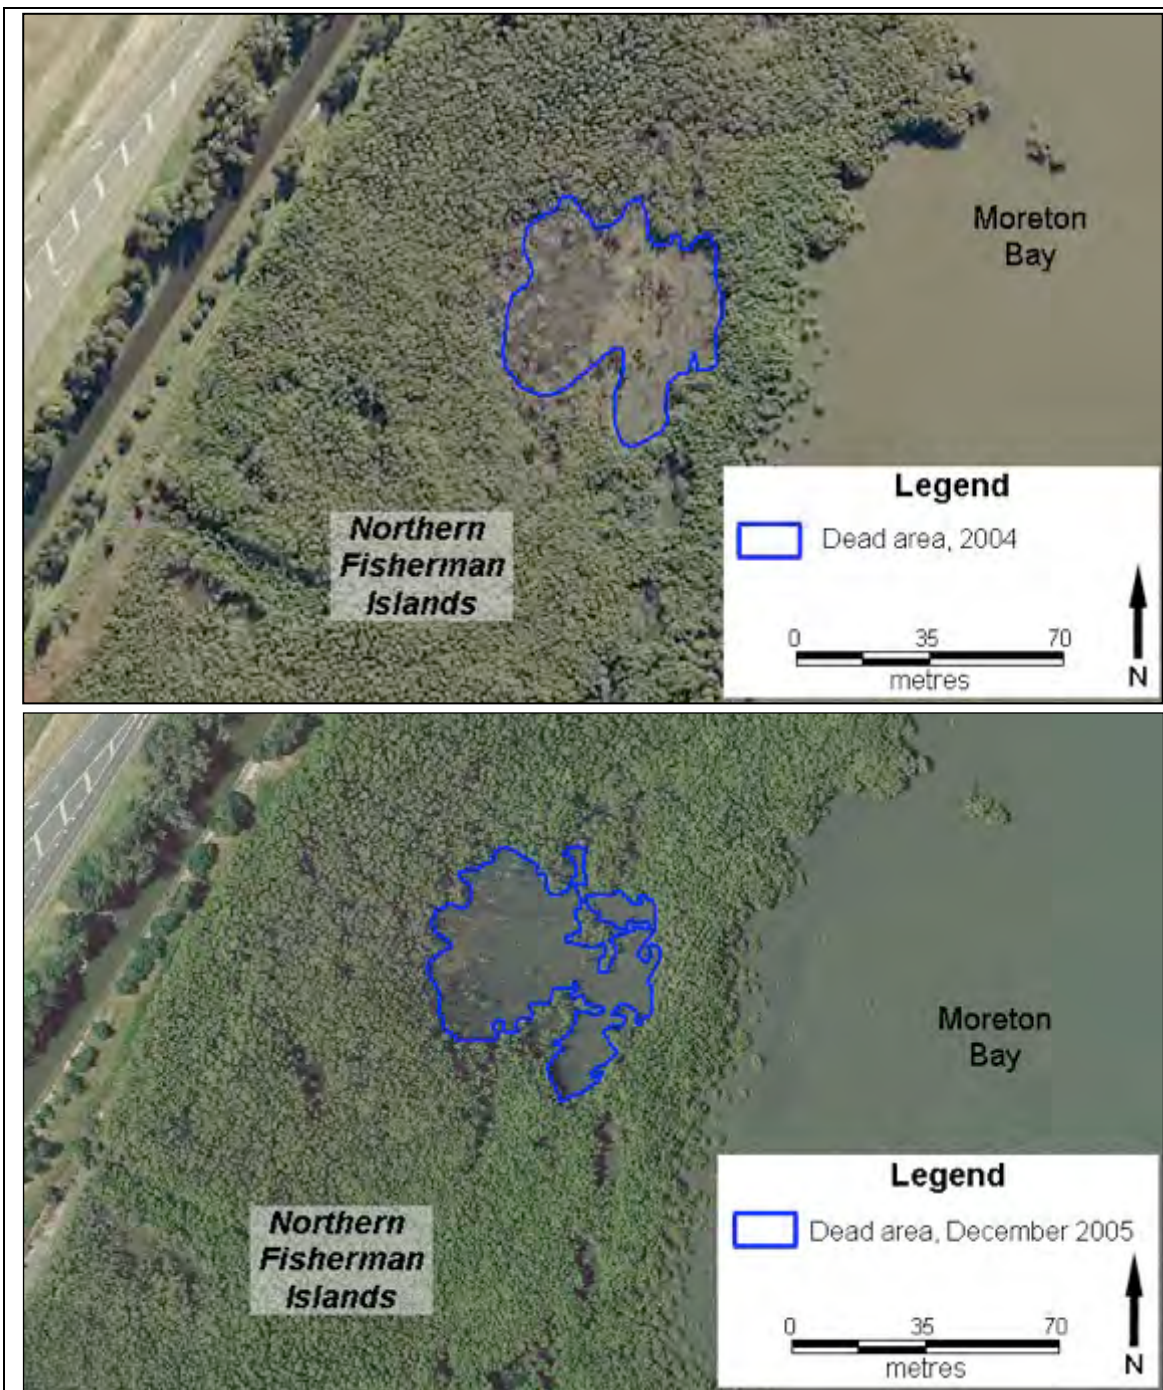 Moreton
Bay
Northern
Fisherman
Islands
Legend
Dead area, 2004
0 35 70
metres
N
Moreton
Bay
Northern
Fisherman
Islands
Legend
Dead area, December 2005
0 35 70
metres
N